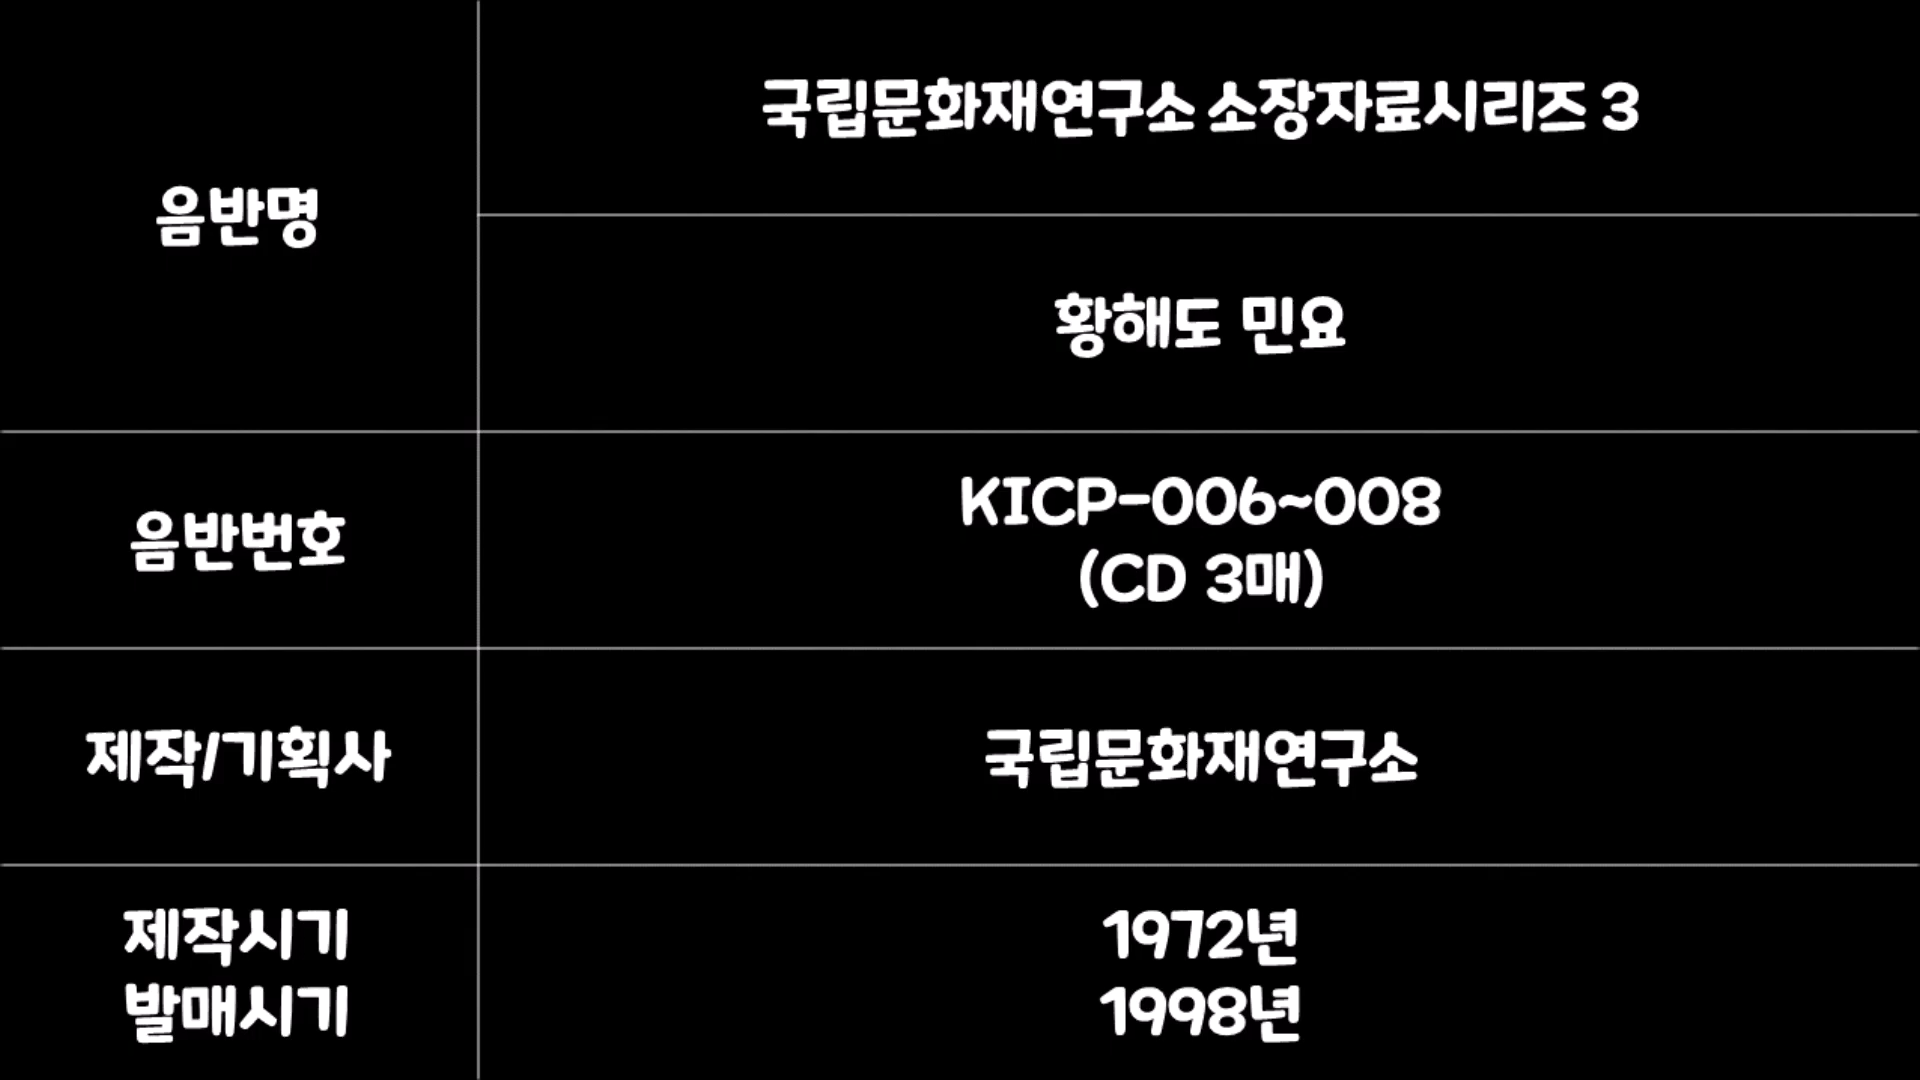 음반명
국립문화재연구소 소장자료시리즈 3
황해도 민요
음반번호
KICP-006~008
(CD 3매)
제작/기획사
국립문화재연구소
제작시기
발매시기
1972년
1998년